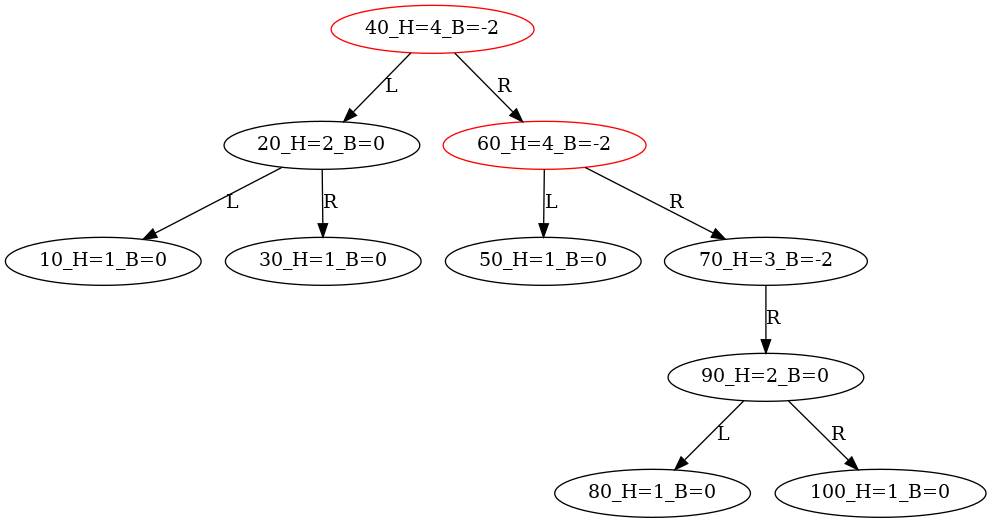 40_H=4_B=-2
L
R
20_H=2_B=0
60_H=4_B=-2
L
R
L
R
10_H=1_B=0
30_H=1_B=0
50_H=1_B=0
70_H=3_B=-2
R
90_H=2_B=0
L
R
80_H=1_B=0
100_H=1_B=0